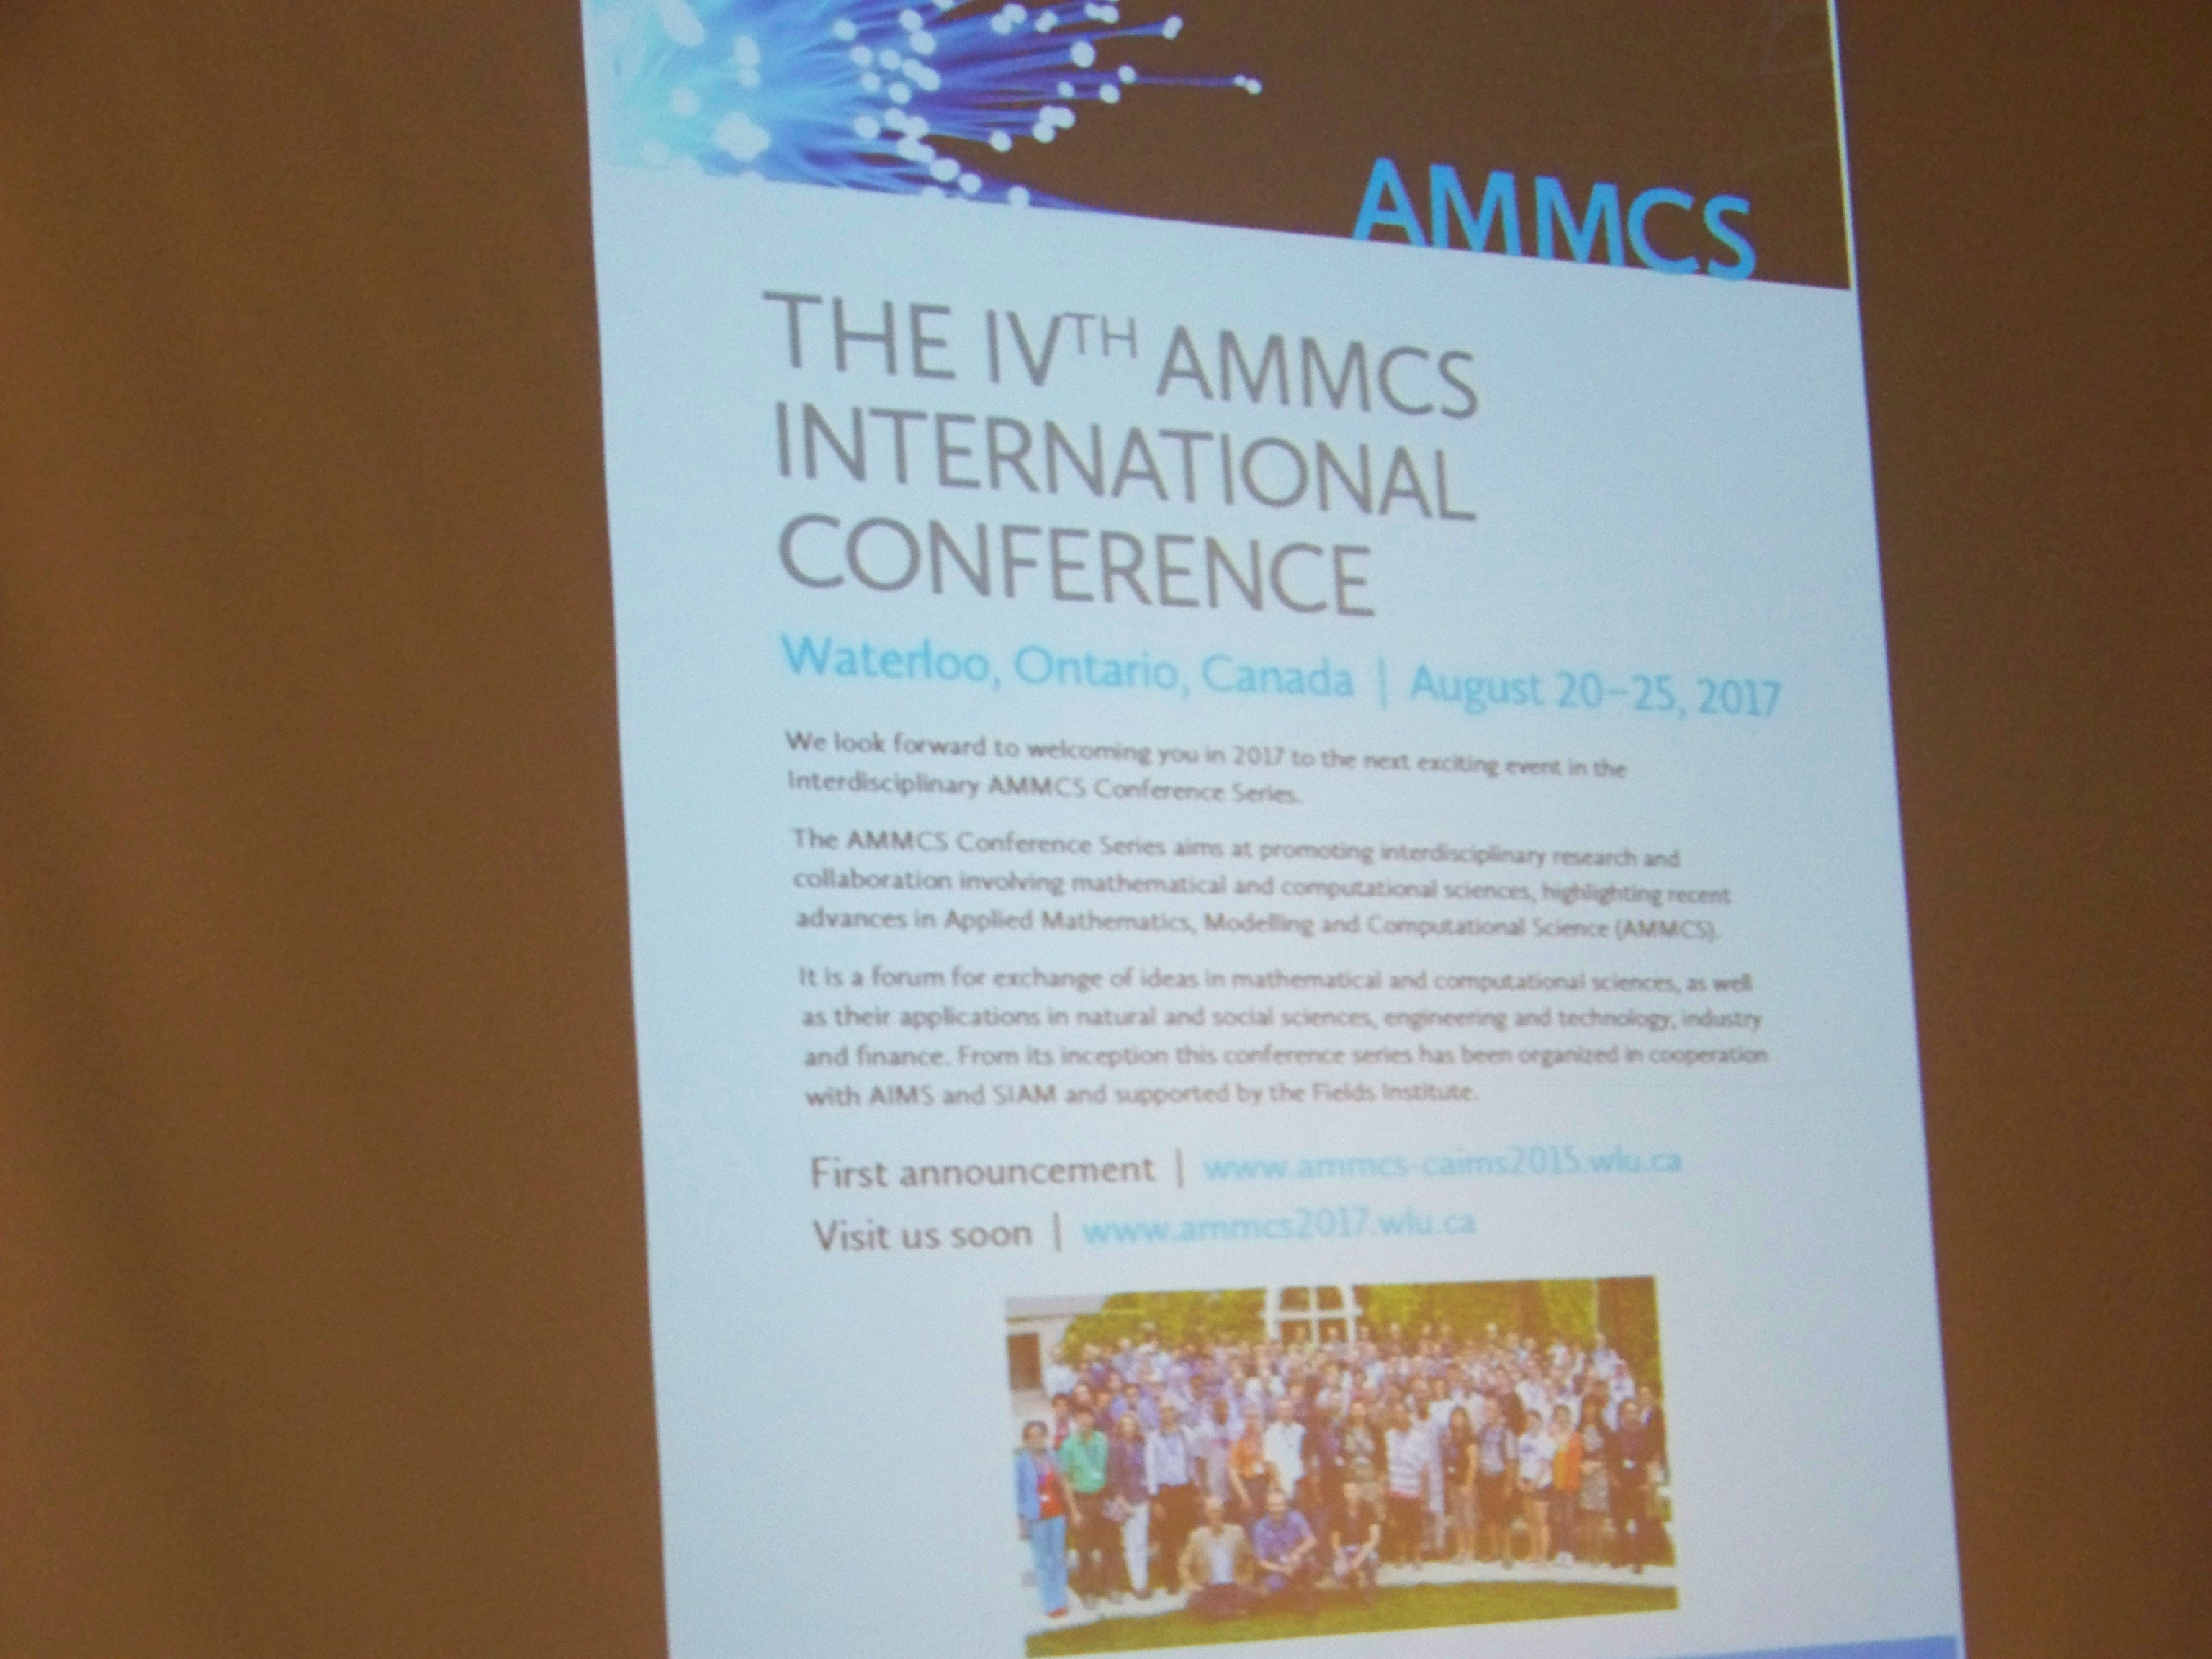 AMMCS
THE IVTH AMMCS
INTERNATIONAL
CONFERENCE
Waterloo, Ontario, Canada | August 20–25, 2017
We look forward to welcoming you in 2017 to the next exciting event in the
Interdisciplinary AMMCS Conference Series.
The AMMCS Conference Series aims at promoting interdisciplinary research and
collaboration involving mathematical and computational sciences, highlighting recent
advances in Applied Mathematics, Modelling and Computational Science (AMMCS).
It is a forum for exchange of ideas in mathematical and computational sciences, as well
as their applications in natural and social sciences, engineering and technology, industry
and finance. From its inception this conference series has been organized in cooperation
with AIMS and SIAM and supported by the Fields Institute.
First announcement | www.ammcs-caims2015.wlu.ca
Visit us soon | www.ammcs2017.wlu.ca